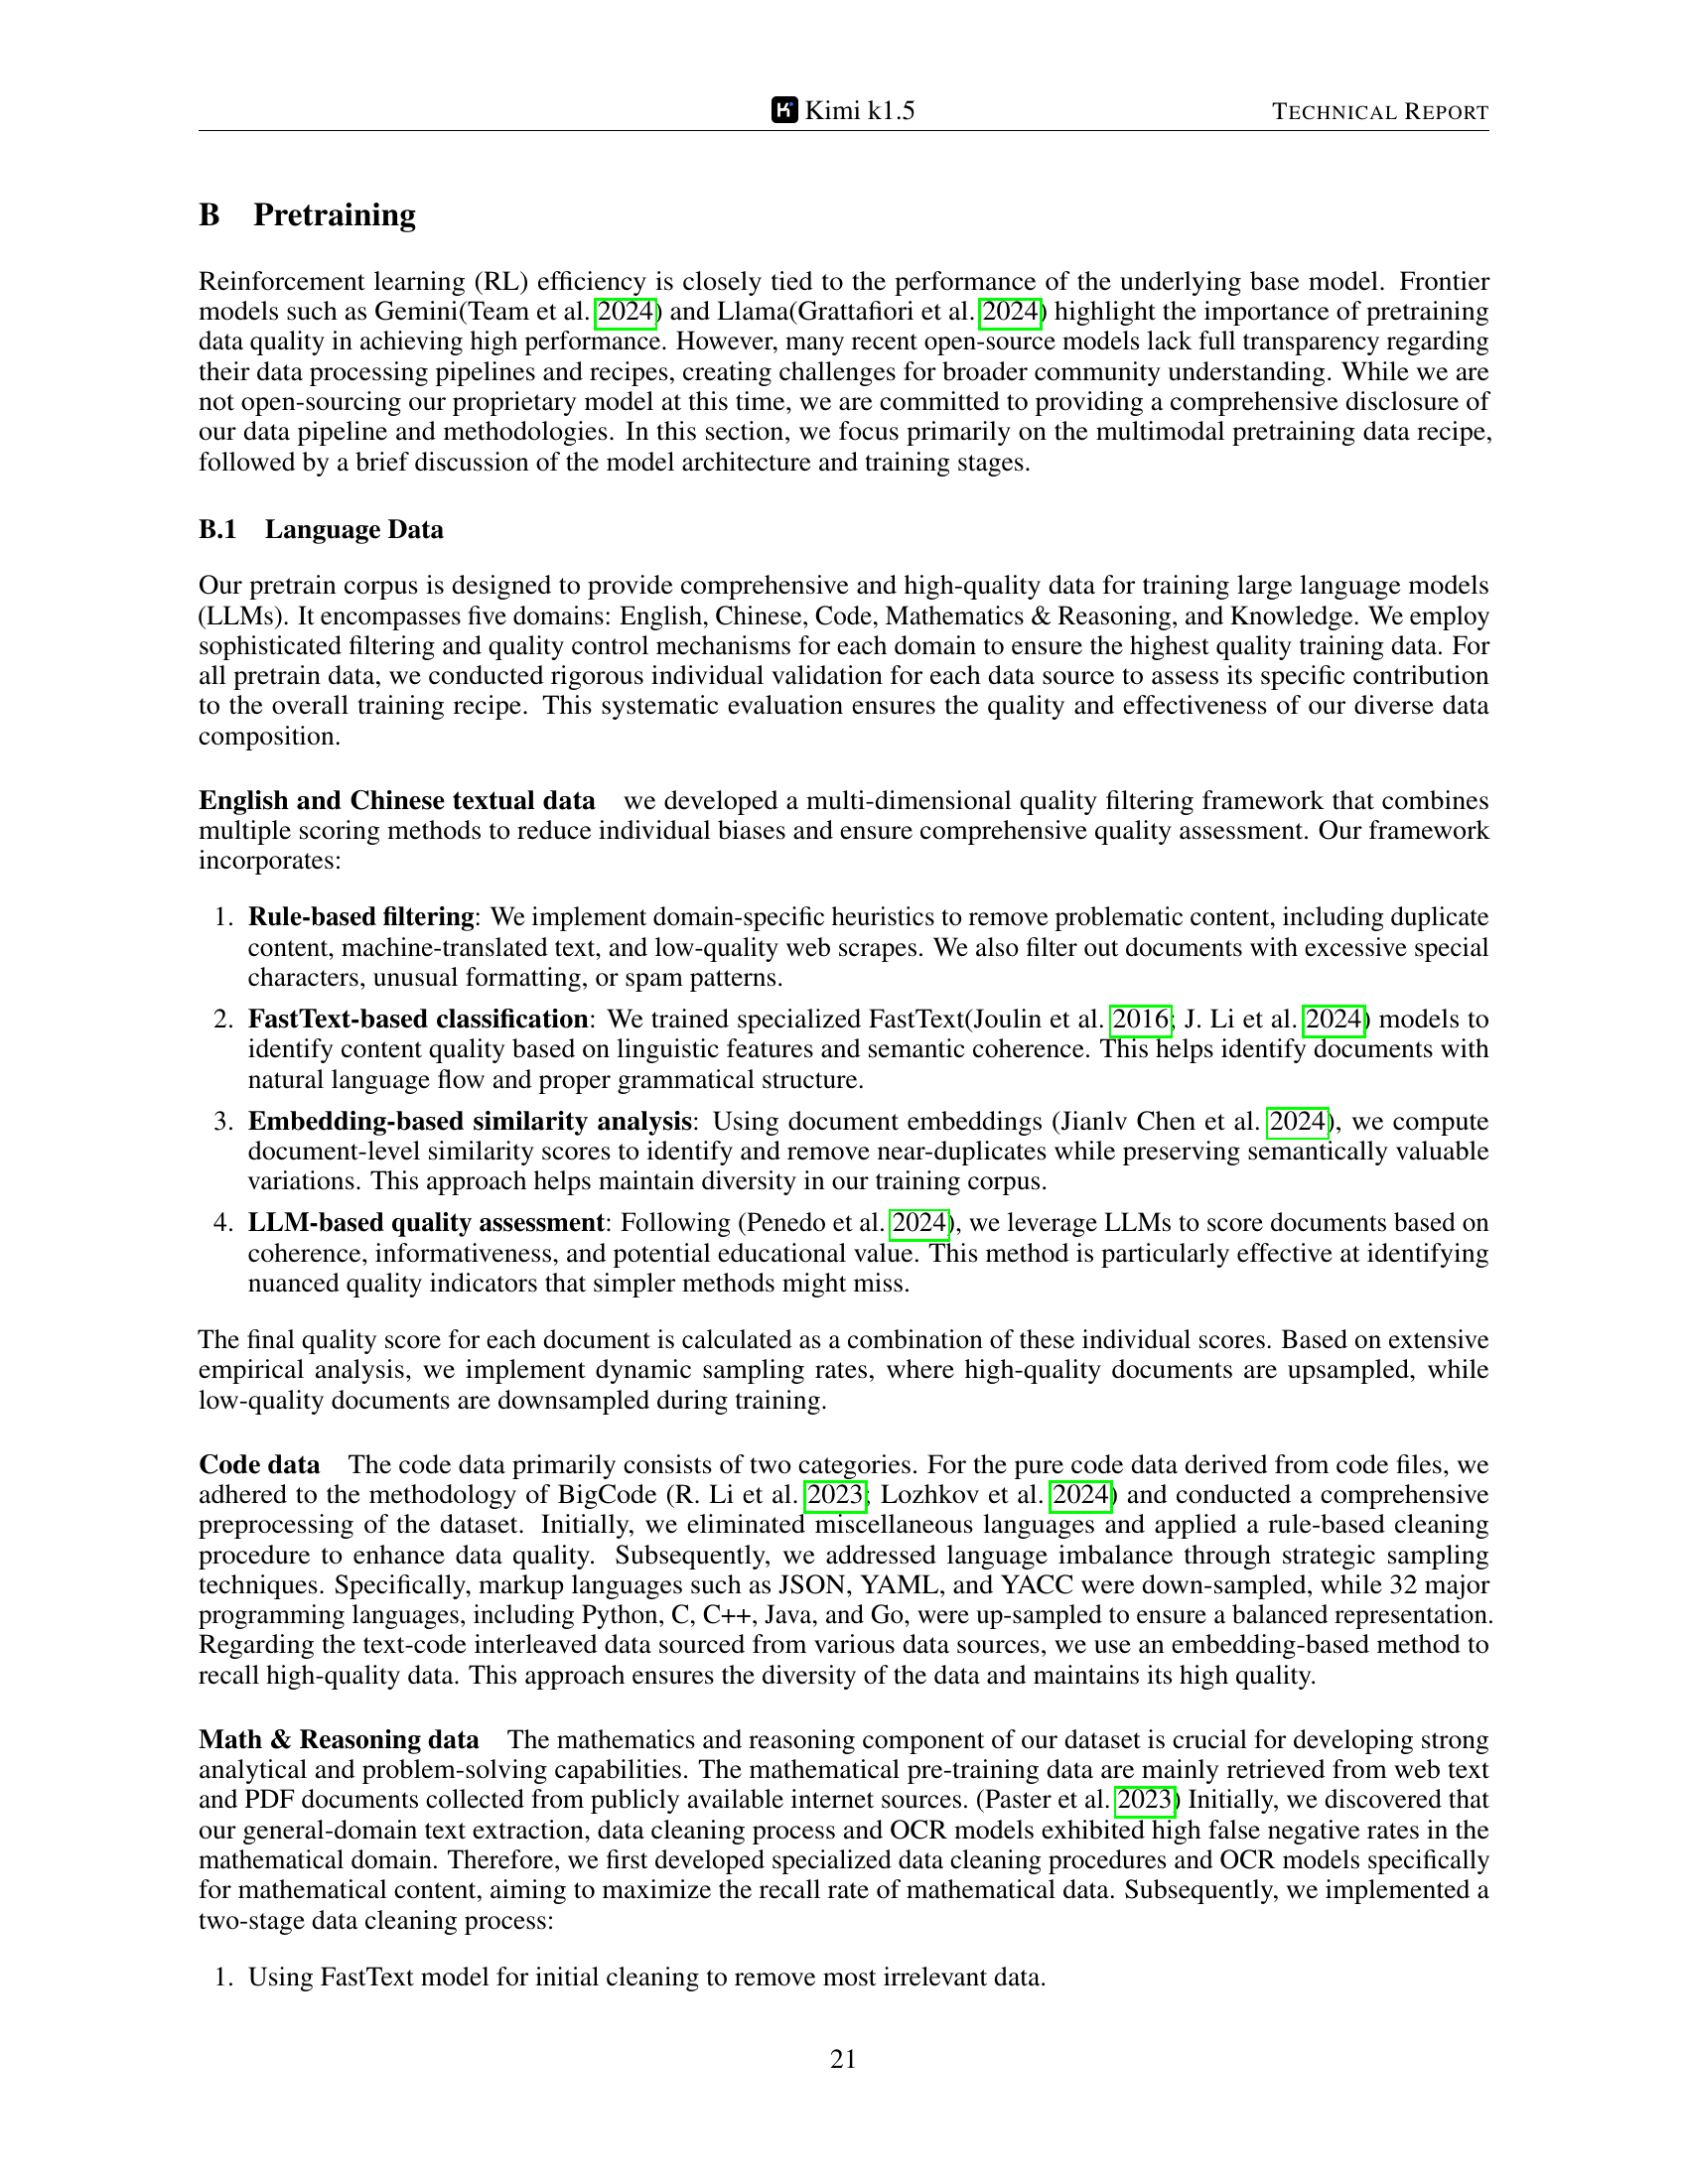 Kimi k1.5
TECHNICAL REPORT
B Pretraining
Reinforcement learning (RL) efficiency is closely tied to the performance of the underlying base model. Frontier
models such as Gemini(Team et al. 2024) and Llama(Grattafiori et al. 2024) highlight the importance of pretraining
data quality in achieving high performance. However, many recent open-source models lack full transparency regarding
their data processing pipelines and recipes, creating challenges for broader community understanding. While we are
not open-sourcing our proprietary model at this time, we are committed to providing a comprehensive disclosure of
our data pipeline and methodologies. In this section, we focus primarily on the multimodal pretraining data recipe,
followed by a brief discussion of the model architecture and training stages.
B.1 Language Data
Our pretrain corpus is designed to provide comprehensive and high-quality data for training large language models
(LLMs). It encompasses five domains: English, Chinese, Code, Mathematics & Reasoning, and Knowledge. We employ
sophisticated filtering and quality control mechanisms for each domain to ensure the highest quality training data. For
all pretrain data, we conducted rigorous individual validation for each data source to assess its specific contribution
to the overall training recipe. This systematic evaluation ensures the quality and effectiveness of our diverse data
composition.
English and Chinese textual data we developed a multi-dimensional quality filtering framework that combines
multiple scoring methods to reduce individual biases and ensure comprehensive quality assessment. Our framework
incorporates:
1. Rule-based filtering: We implement domain-specific heuristics to remove problematic content, including duplicate
content, machine-translated text, and low-quality web scrapes. We also filter out documents with excessive special
characters, unusual formatting, or spam patterns.
2. FastText-based classification: We trained specialized FastText(Joulin et al. 2016; J. Li et al. 2024) models to
identify content quality based on linguistic features and semantic coherence. This helps identify documents with
natural language flow and proper grammatical structure.
3. Embedding-based similarity analysis: Using document embeddings (Jianlv Chen et al. 2024), we compute
document-level similarity scores to identify and remove near-duplicates while preserving semantically valuable
variations. This approach helps maintain diversity in our training corpus.
4. LLM-based quality assessment: Following (Penedo et al. 2024), we leverage LLMs to score documents based on
coherence, informativeness, and potential educational value. This method is particularly effective at identifying
nuanced quality indicators that simpler methods might miss.
The final quality score for each document is calculated as a combination of these individual scores. Based on extensive
empirical analysis, we implement dynamic sampling rates, where high-quality documents are upsampled, while
low-quality documents are downsampled during training.
Code data The code data primarily consists of two categories. For the pure code data derived from code files, we
adhered to the methodology of BigCode (R. Li et al. 2023; Lozhkov et al. 2024) and conducted a comprehensive
preprocessing of the dataset. Initially, we eliminated miscellaneous languages and applied a rule-based cleaning
procedure to enhance data quality. Subsequently, we addressed language imbalance through strategic sampling
techniques. Specifically, markup languages such as JSON, YAML, and YACC were down-sampled, while 32 major
programming languages, including Python, C, C++, Java, and Go, were up-sampled to ensure a balanced representation.
Regarding the text-code interleaved data sourced from various data sources, we use an embedding-based method to
recall high-quality data. This approach ensures the diversity of the data and maintains its high quality.
Math & Reasoning data The mathematics and reasoning component of our dataset is crucial for developing strong
analytical and problem-solving capabilities. The mathematical pre-training data are mainly retrieved from web text
and PDF documents collected from publicly available internet sources. (Paster et al. 2023) Initially, we discovered that
our general-domain text extraction, data cleaning process and OCR models exhibited high false negative rates in the
mathematical domain. Therefore, we first developed specialized data cleaning procedures and OCR models specifically
for mathematical content, aiming to maximize the recall rate of mathematical data. Subsequently, we implemented a
two-stage data cleaning process:
1. Using FastText model for initial cleaning to remove most irrelevant data.
21